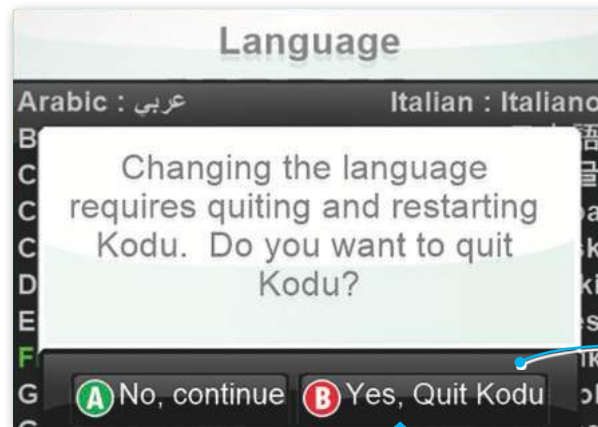 Language
Arabic : عربي Italian : Italiano
Changing the language
requires quiting and restarting
Kodu. Do you want to quit
Kodu?
A No, continue B Yes, Quit Kodu